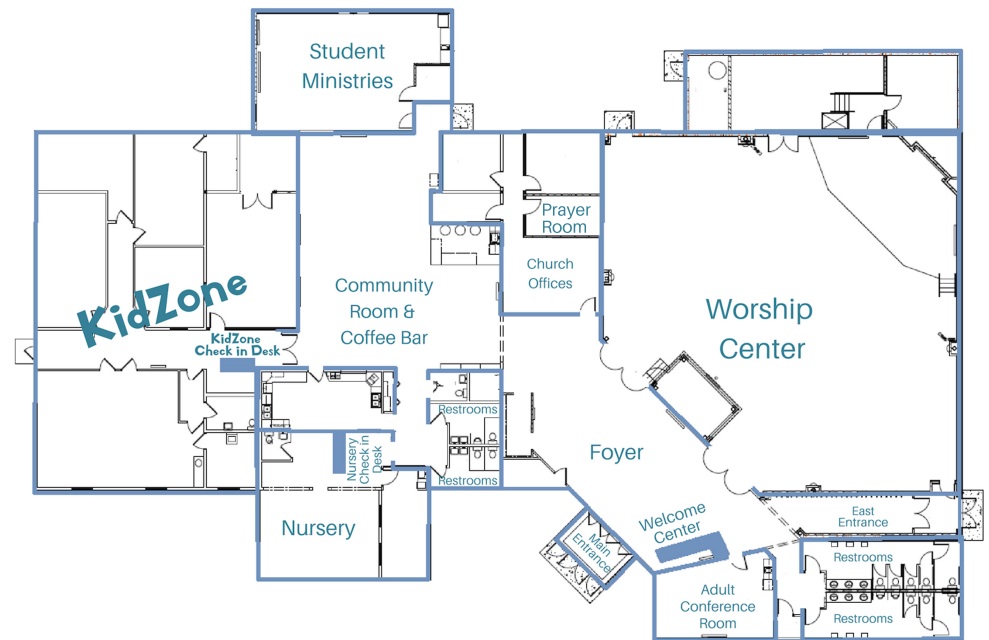 Student
Ministries
Prayer
Room
Church
Offices
KidZone
Community
Room &
Coffee Bar
Worship
Center
KidZone
Check in Desk
Restrooms
Nursery
Check in
Desk
Restrooms
Foyer
Nursery
Welcome
Center
East
Entrance
Main
Entrance
Restrooms
Adult
Conference
Room
Restrooms